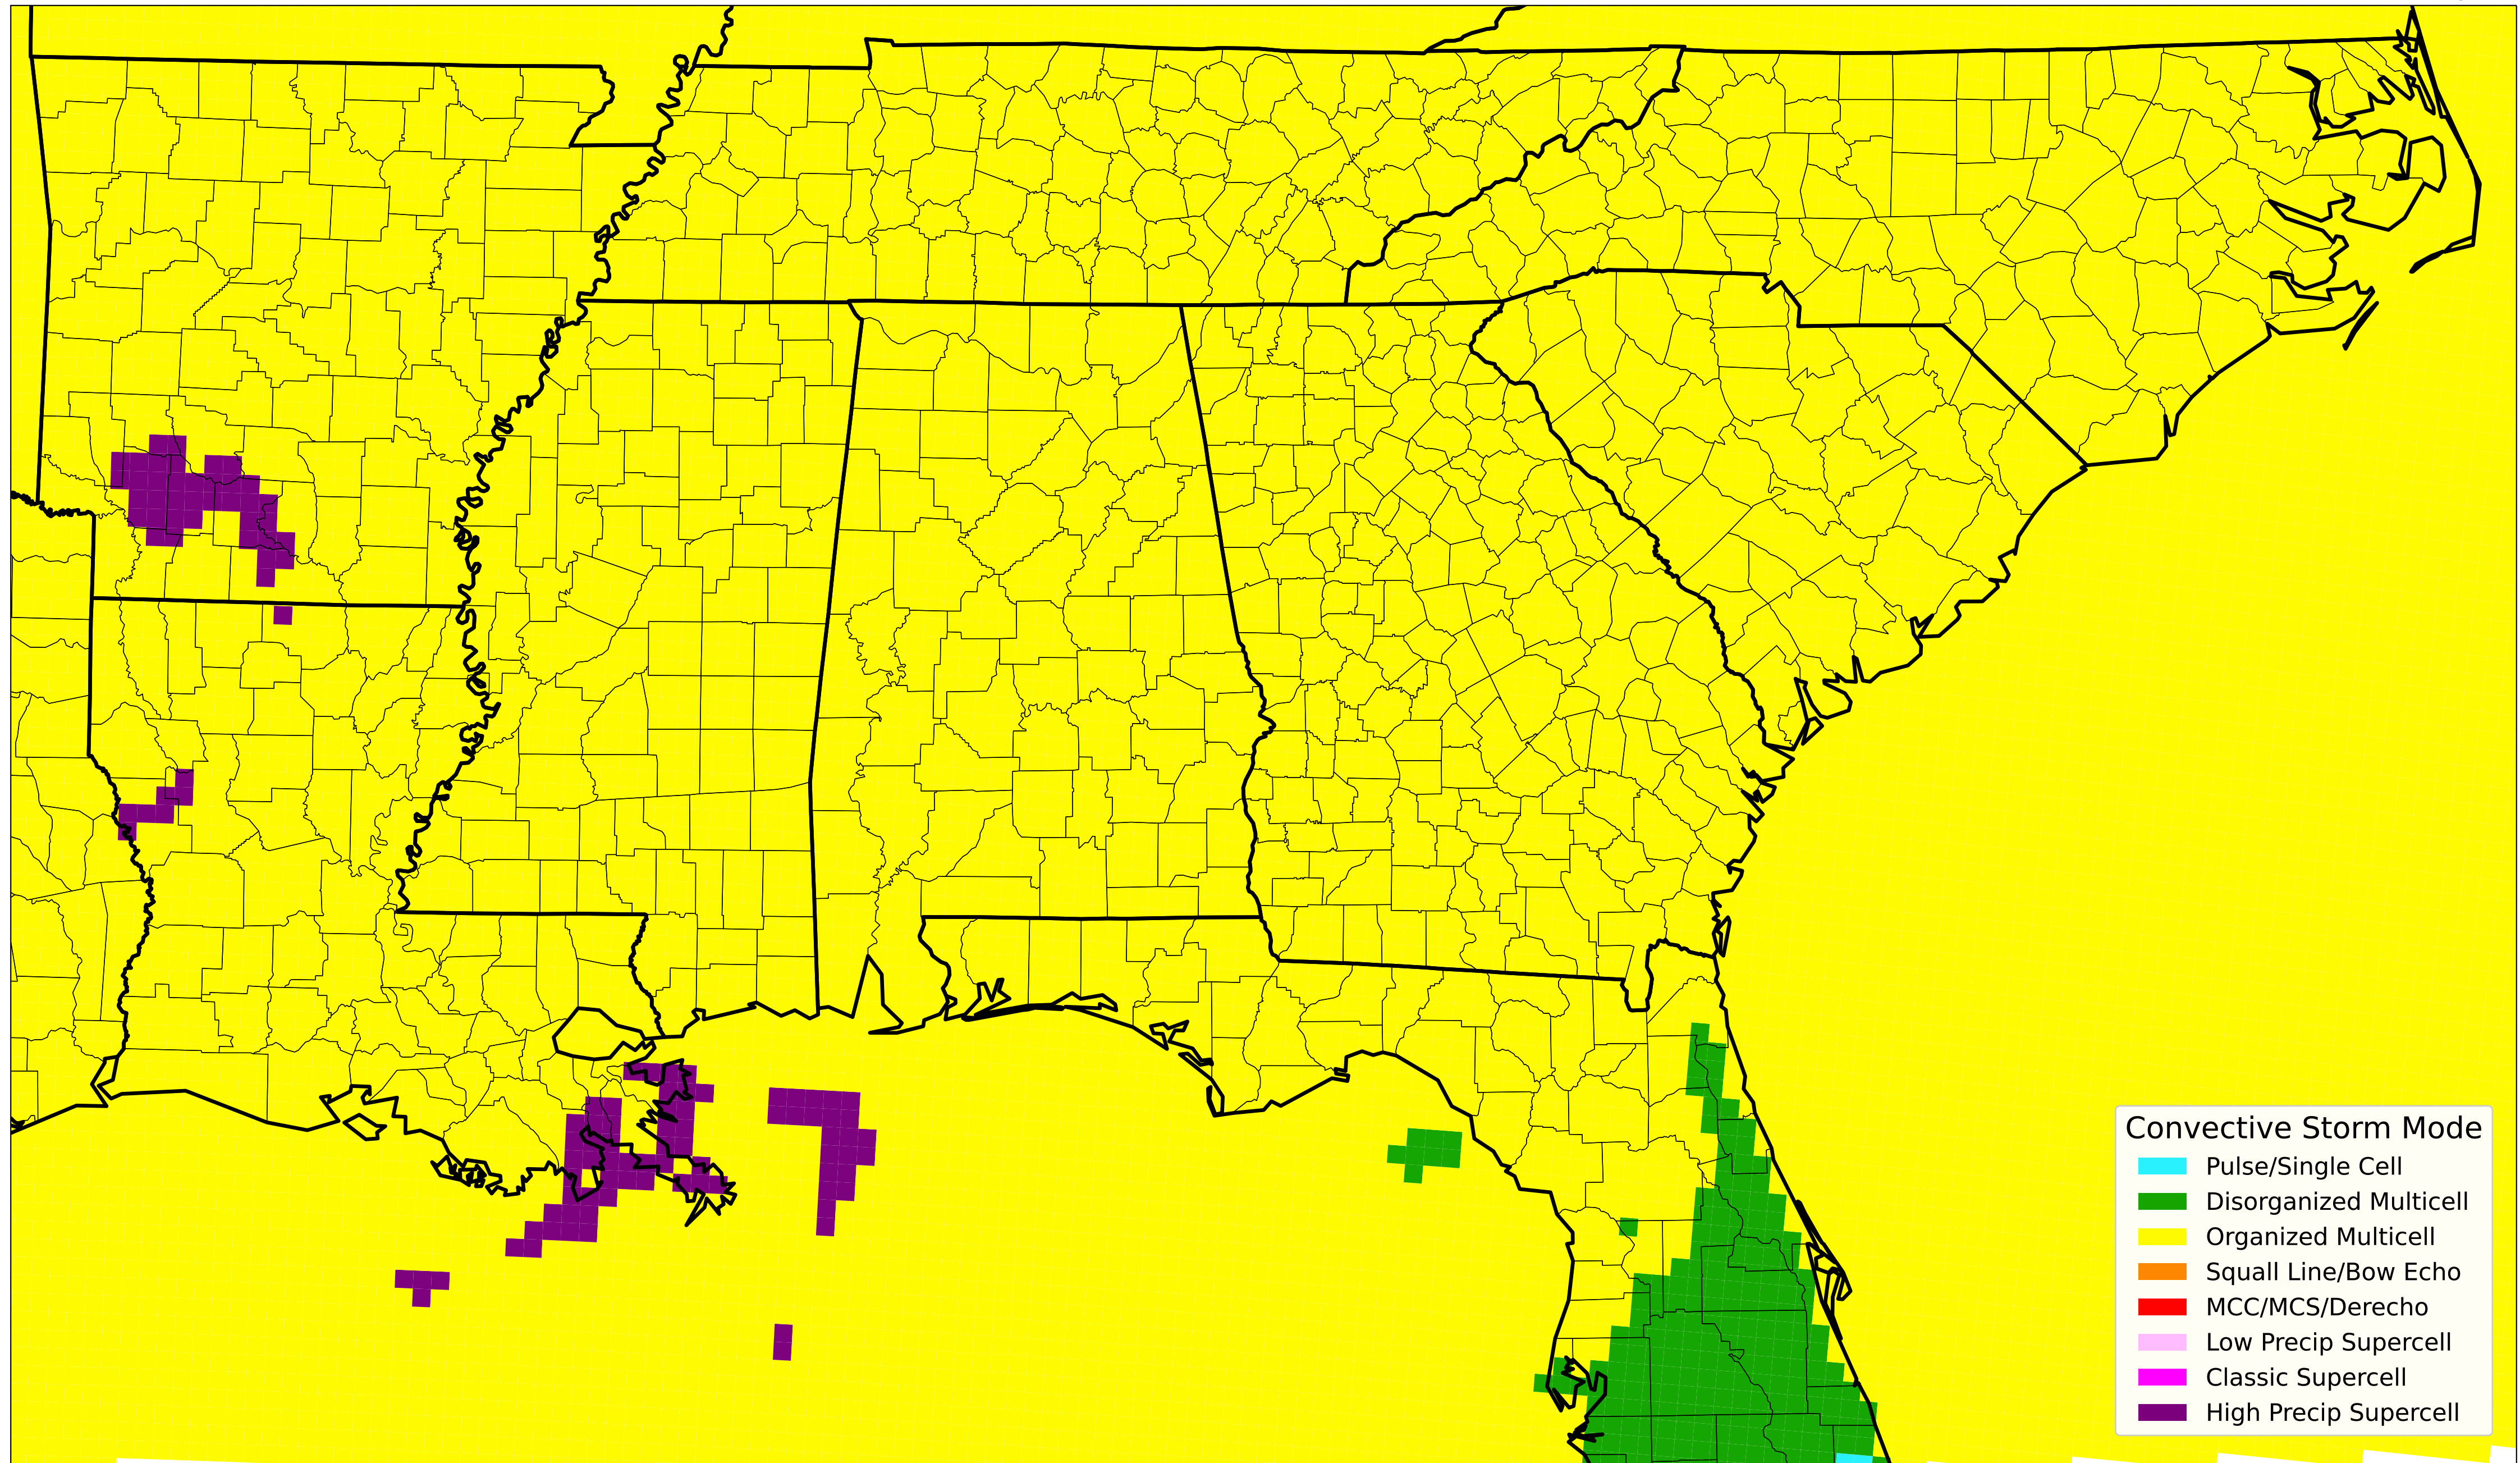 Convective Storm Mode
Pulse/Single Cell
Disorganized Multicell
Organized Multicell
Squall Line/Bow Echo
MCC/MCS/Derecho
Low Precip Supercell
Classic Supercell
High Precip Supercell